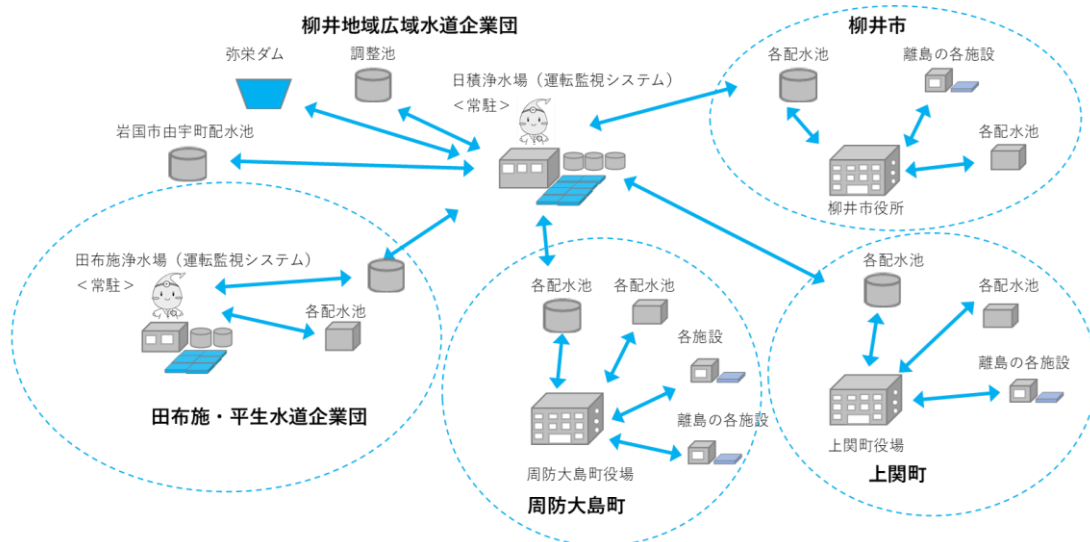 柳井地域広域水道企業団
弥栄ダム
調整池
日積浄水場（運転監視システム）
＜常駐＞
岩国市由宇町配水池
柳井市
各配水池
離島の各施設
各配水池
柳井市役所
田布施浄水場（運転監視システム）
＜常駐＞
各配水池
田布施・平生水道企業団
各配水池
各配水池
各施設
離島の各施設
周防大島町役場
周防大島町
各配水池
各配水池
離島の各施設
上関町役場
上関町